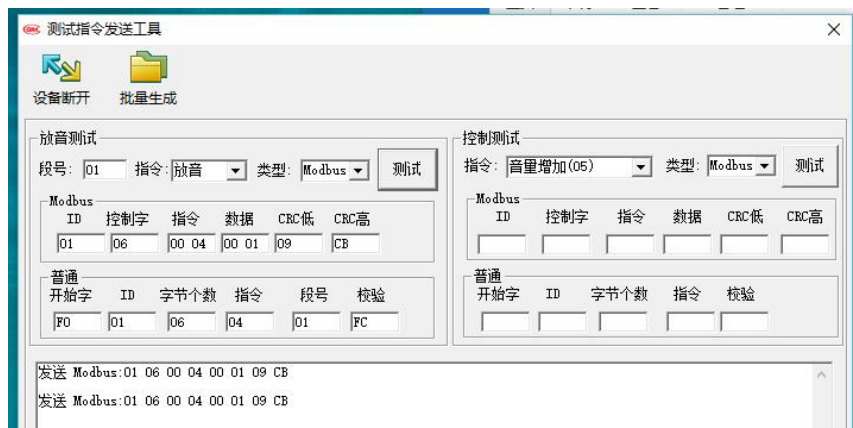 测试指令发送工具
设备断开 批量生成
放音测试
段号: 01 指令: 放音 类型: Modbus 测试
Modbus
ID 控制字 指令 数据 CRC低 CRC高
01 06 00 04 00 01 09 CB
普通
开始字 ID 字节个数 指令 段号 校验
F0 01 06 04 01 FC
控制测试
指令: 音量增加(05) 类型: Modbus 测试
Modbus
ID 控制字 指令 数据 CRC低 CRC高
普通
开始字 ID 字节个数 指令 校验
发送 Modbus:01 06 00 04 00 01 09 CB
发送 Modbus:01 06 00 04 00 01 09 CB